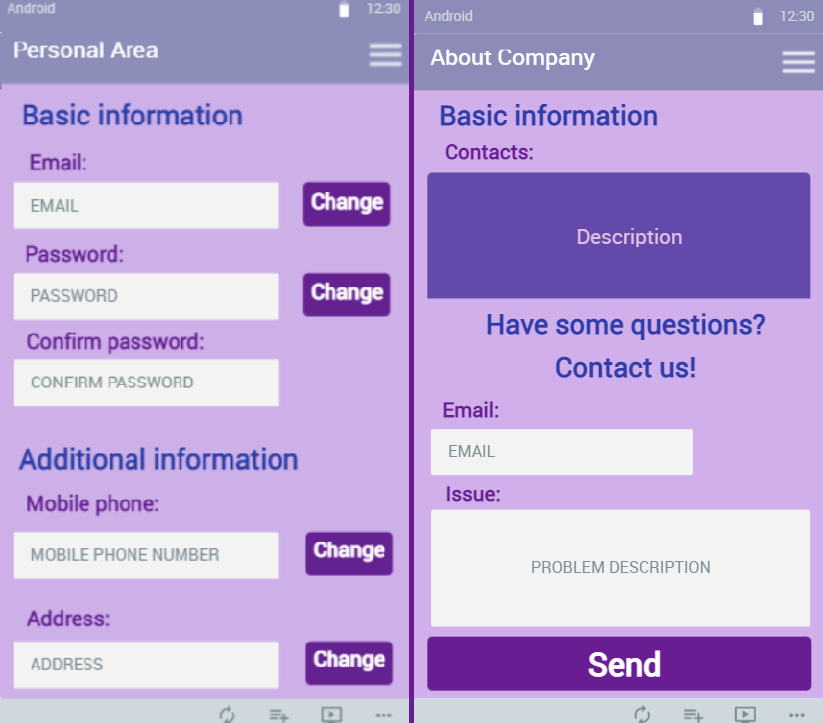 Android 12:30
Personal Area
Basic information
Email:
EMAIL Change
Password:
PASSWORD Change
Confirm password:
CONFIRM PASSWORD
Additional information
Mobile phone:
MOBILE PHONE NUMBER Change
Address:
ADDRESS Change
Android 12:30
About Company
Basic information
Contacts:
Description
Have some questions?
Contact us!
Email:
EMAIL
Issue:
PROBLEM DESCRIPTION
Send